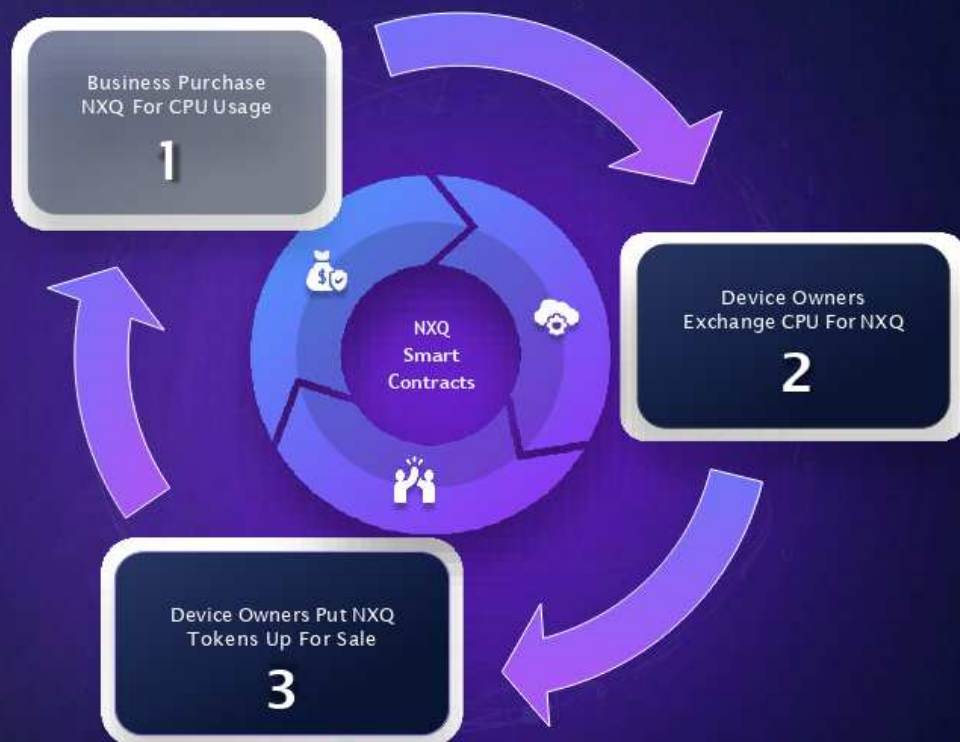 Business Purchase
NXQ For CPU Usage
1
Device Owners
Exchange CPU For NXQ
2
NXQ
Smart
Contracts
Device Owners Put NXQ
Tokens Up For Sale
3